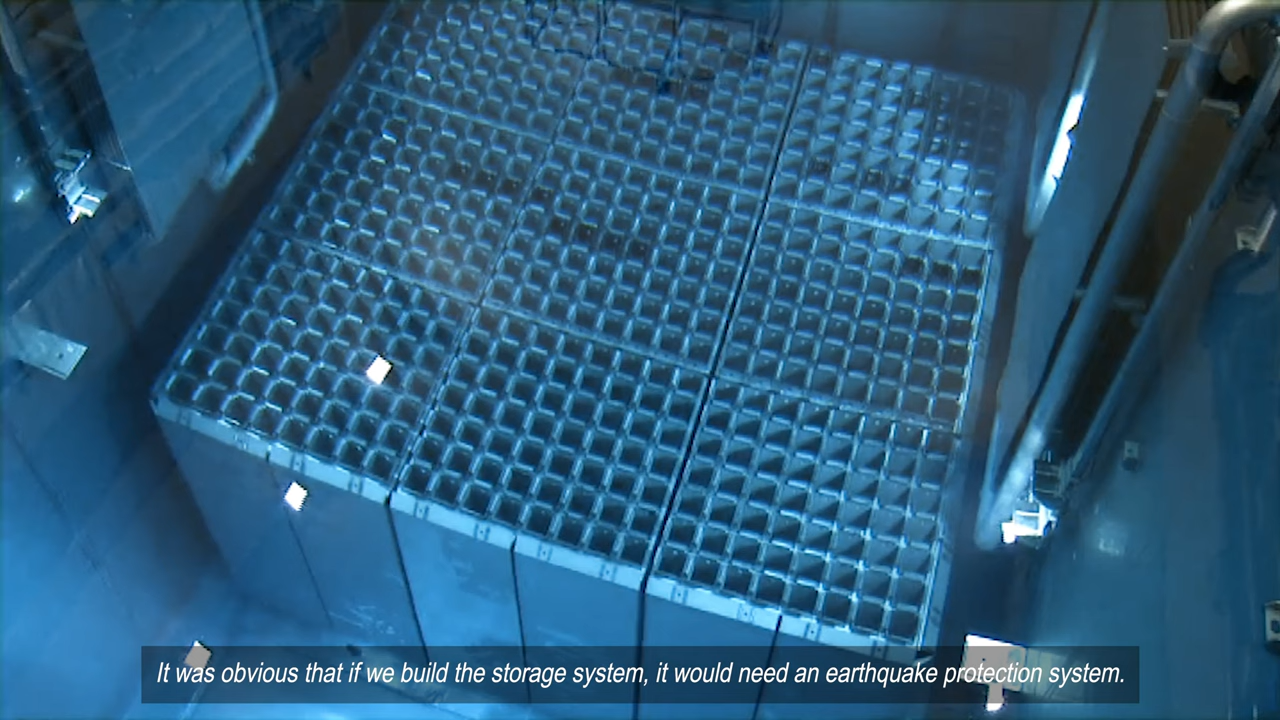 It was obvious that if we build the storage system, it would need an earthquake protection system.